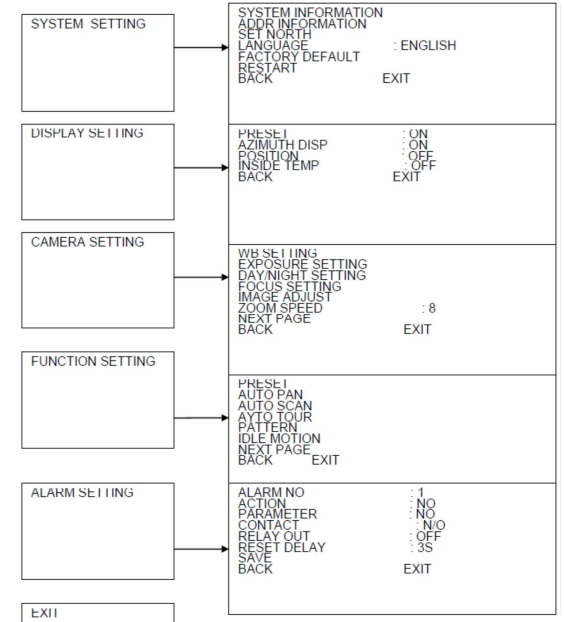 SYSTEM SETTING
SYSTEM INFORMATION
ADDR INFORMATION
SET NORTH
LANGUAGE : ENGLISH
FACTORY DEFAULT
RESTART
BACK EXIT
DISPLAY SETTING
PRESET : ON
AZIMUTH DISP : ON
POSITION : OFF
INSIDE TEMP : OFF
BACK EXIT
CAMERA SETTING
WB SETTING
EXPOSURE SETTING
DAY/NIGHT SETTING
FOCUS SETTING
IMAGE ADJUST
ZOOM SPEED : 8
NEXT PAGE
BACK EXIT
FUNCTION SETTING
PRESET
AUTO PAN
AUTO SCAN
AYTO TOUR
PATTERN
IDLE MOTION
NEXT PAGE
BACK EXIT
ALARM SETTING
ALARM NO : 1
ACTION : NO
PARAMETER : NO
CONTACT : N/O
RELAY OUT : OFF
RESET DELAY : 3S
SAVE
BACK EXIT
EXIT